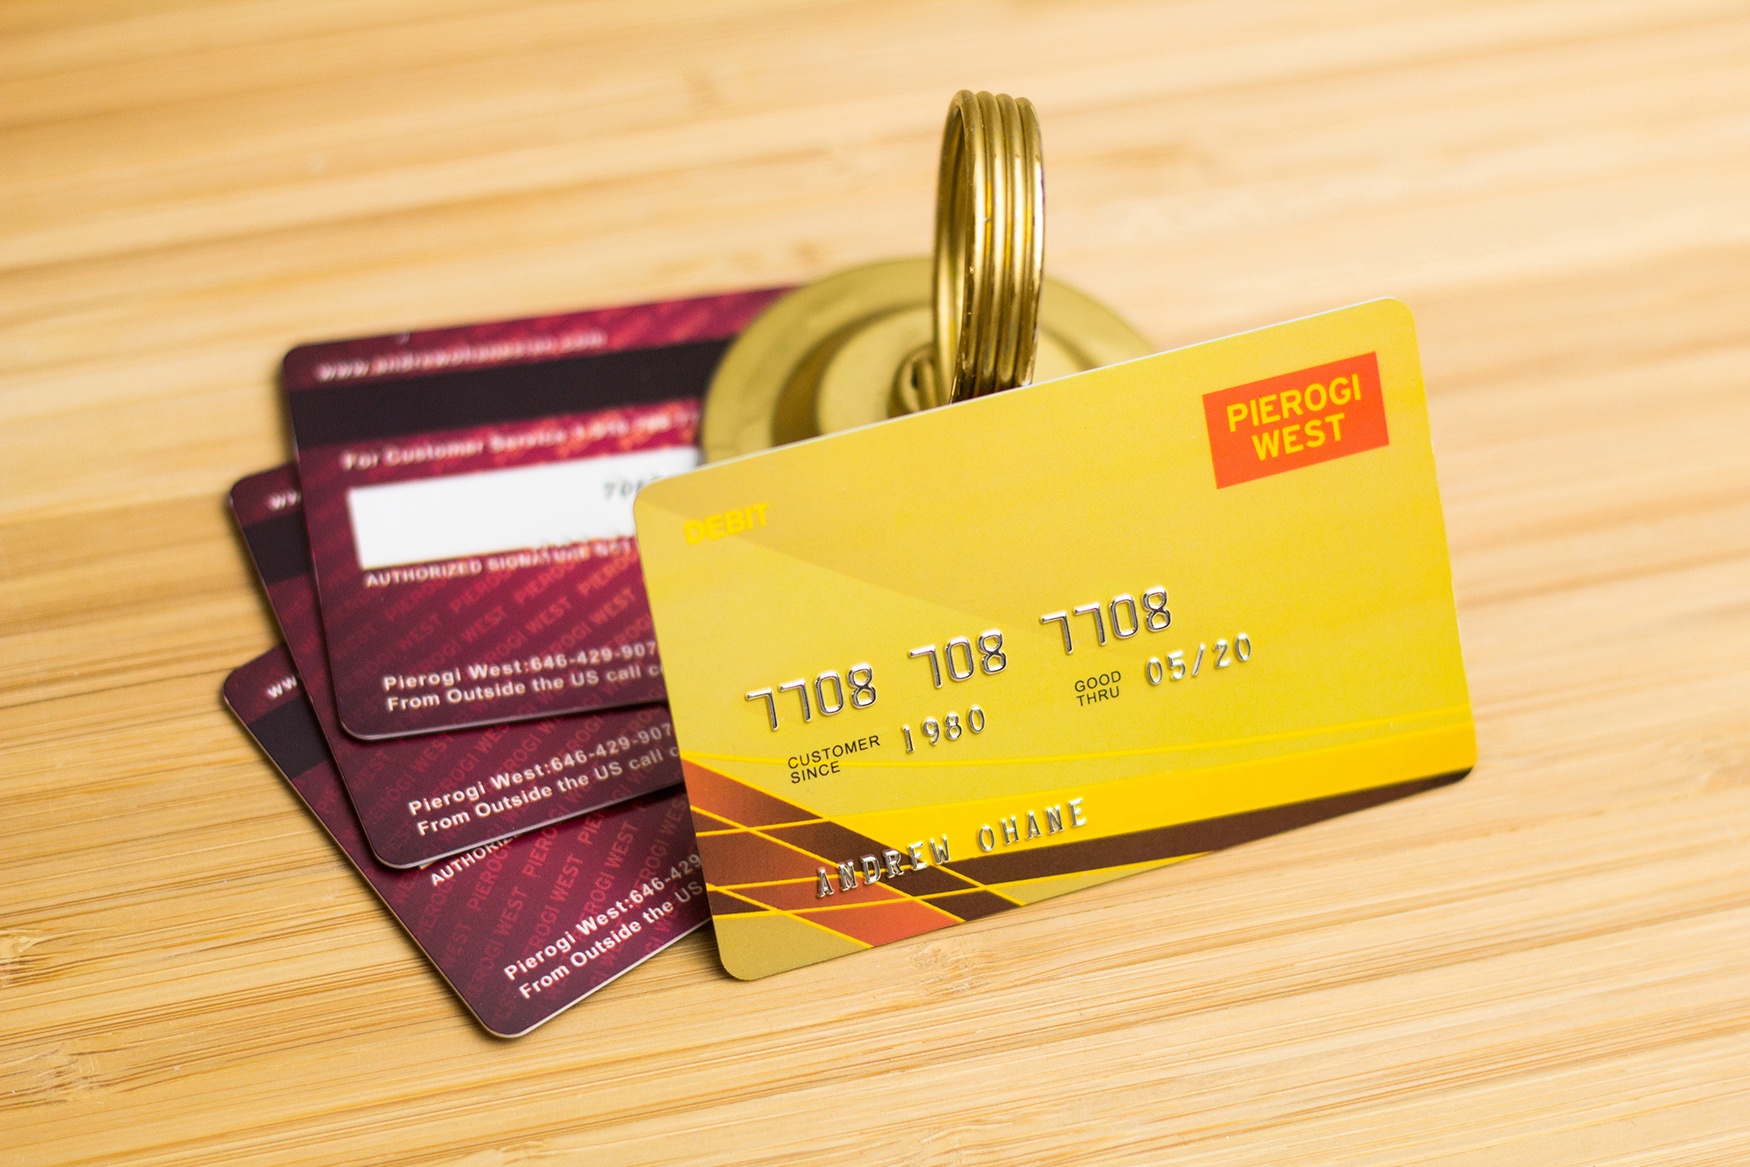 PIEROGI
WEST
DEBIT
7708 708 7708
CUSTOMER
SINCE
1980
GOOD
THRU
05/20
ANDREW OHANE
For Customer Service
AUTHORIZED SIGNATURE
PIEROGI WEST
Pierogi West:646-429-907
From Outside the US call
Pierogi West:646-429-907
From Outside the US call
Pierogi West:646-429
From Outside the US